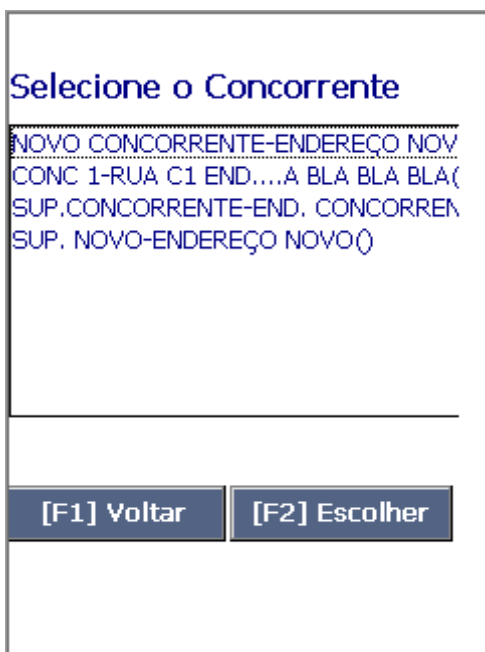 Selecione o Concorrente
NOVO CONCORRENTE-ENDEREÇO NOV
CONC 1-RUA C1 END....A BLA BLA BLA(
SUP.CONCORRENTE-END. CONCORREN
SUP. NOVO-ENDEREÇO NOVO()
[F1] Voltar
[F2] Escolher